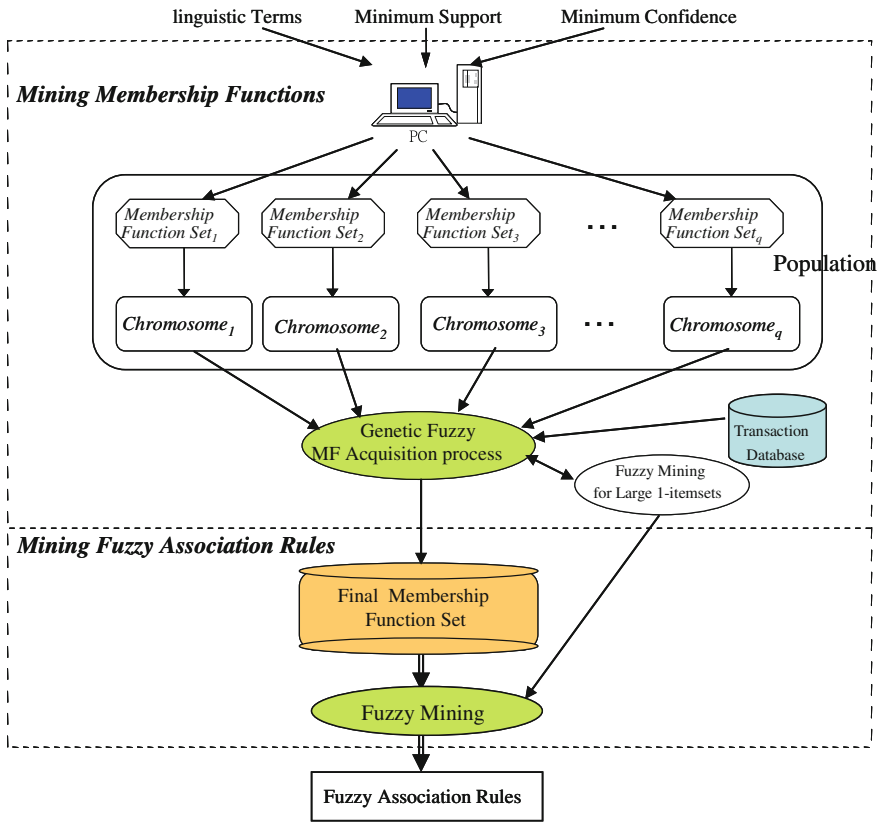 linguistic Terms
Minimum Support
Minimum Confidence
Mining Membership Functions
PC
Membership
Function Set1
Membership
Function Set2
Membership
Function Set3
...
Membership
Function Setq
Population
Chromosome1
Chromosome2
Chromosome3
...
Chromosomeq
Genetic Fuzzy
MF Acquisition process
Transaction
Database
Fuzzy Mining
for Large 1-itemsets
Mining Fuzzy Association Rules
Final Membership
Function Set
Fuzzy Mining
Fuzzy Association Rules